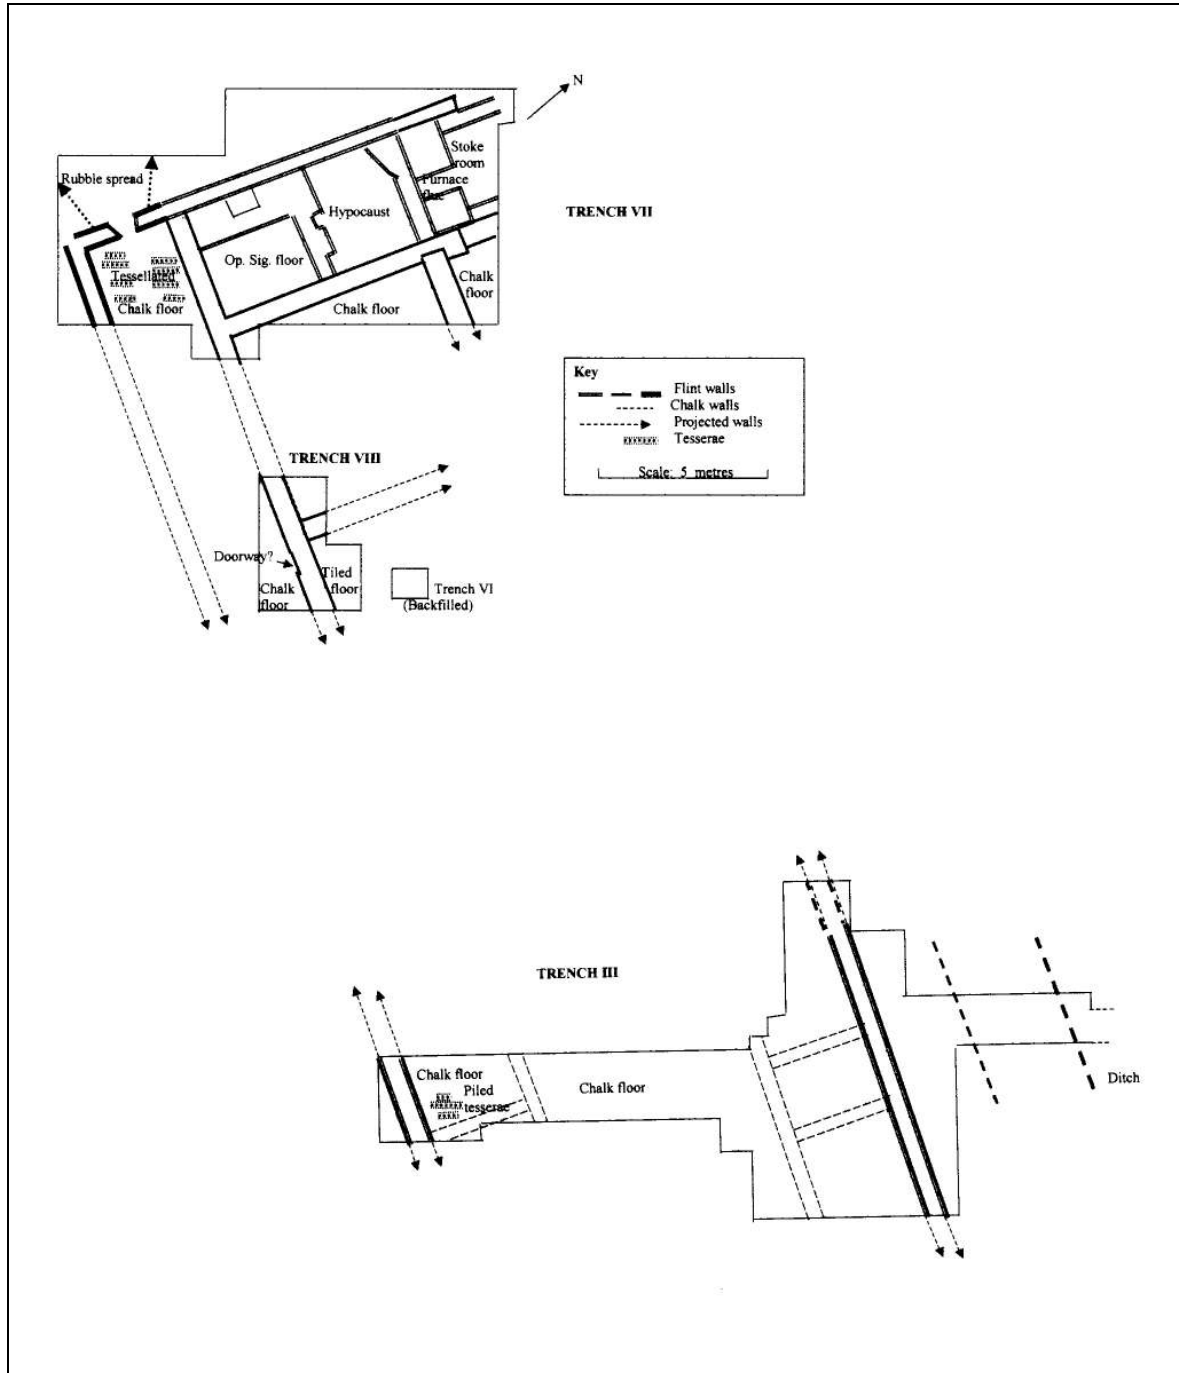 N
Stoke
room
Rubble spread
Furnace
flue
Hypocaust
TRENCH VII
Op. Sig. floor
Tessellated
Chalk floor
Chalk floor
Chalk
floor
Key
Flint walls
Chalk walls
Projected walls
Tesserae
Scale: 5 metres
TRENCH VIII
Doorway?
Tiled
floor
Chalk
floor
Trench VI
(Backfilled)
TRENCH III
Chalk floor
Piled
tesserae
Chalk floor
Ditch